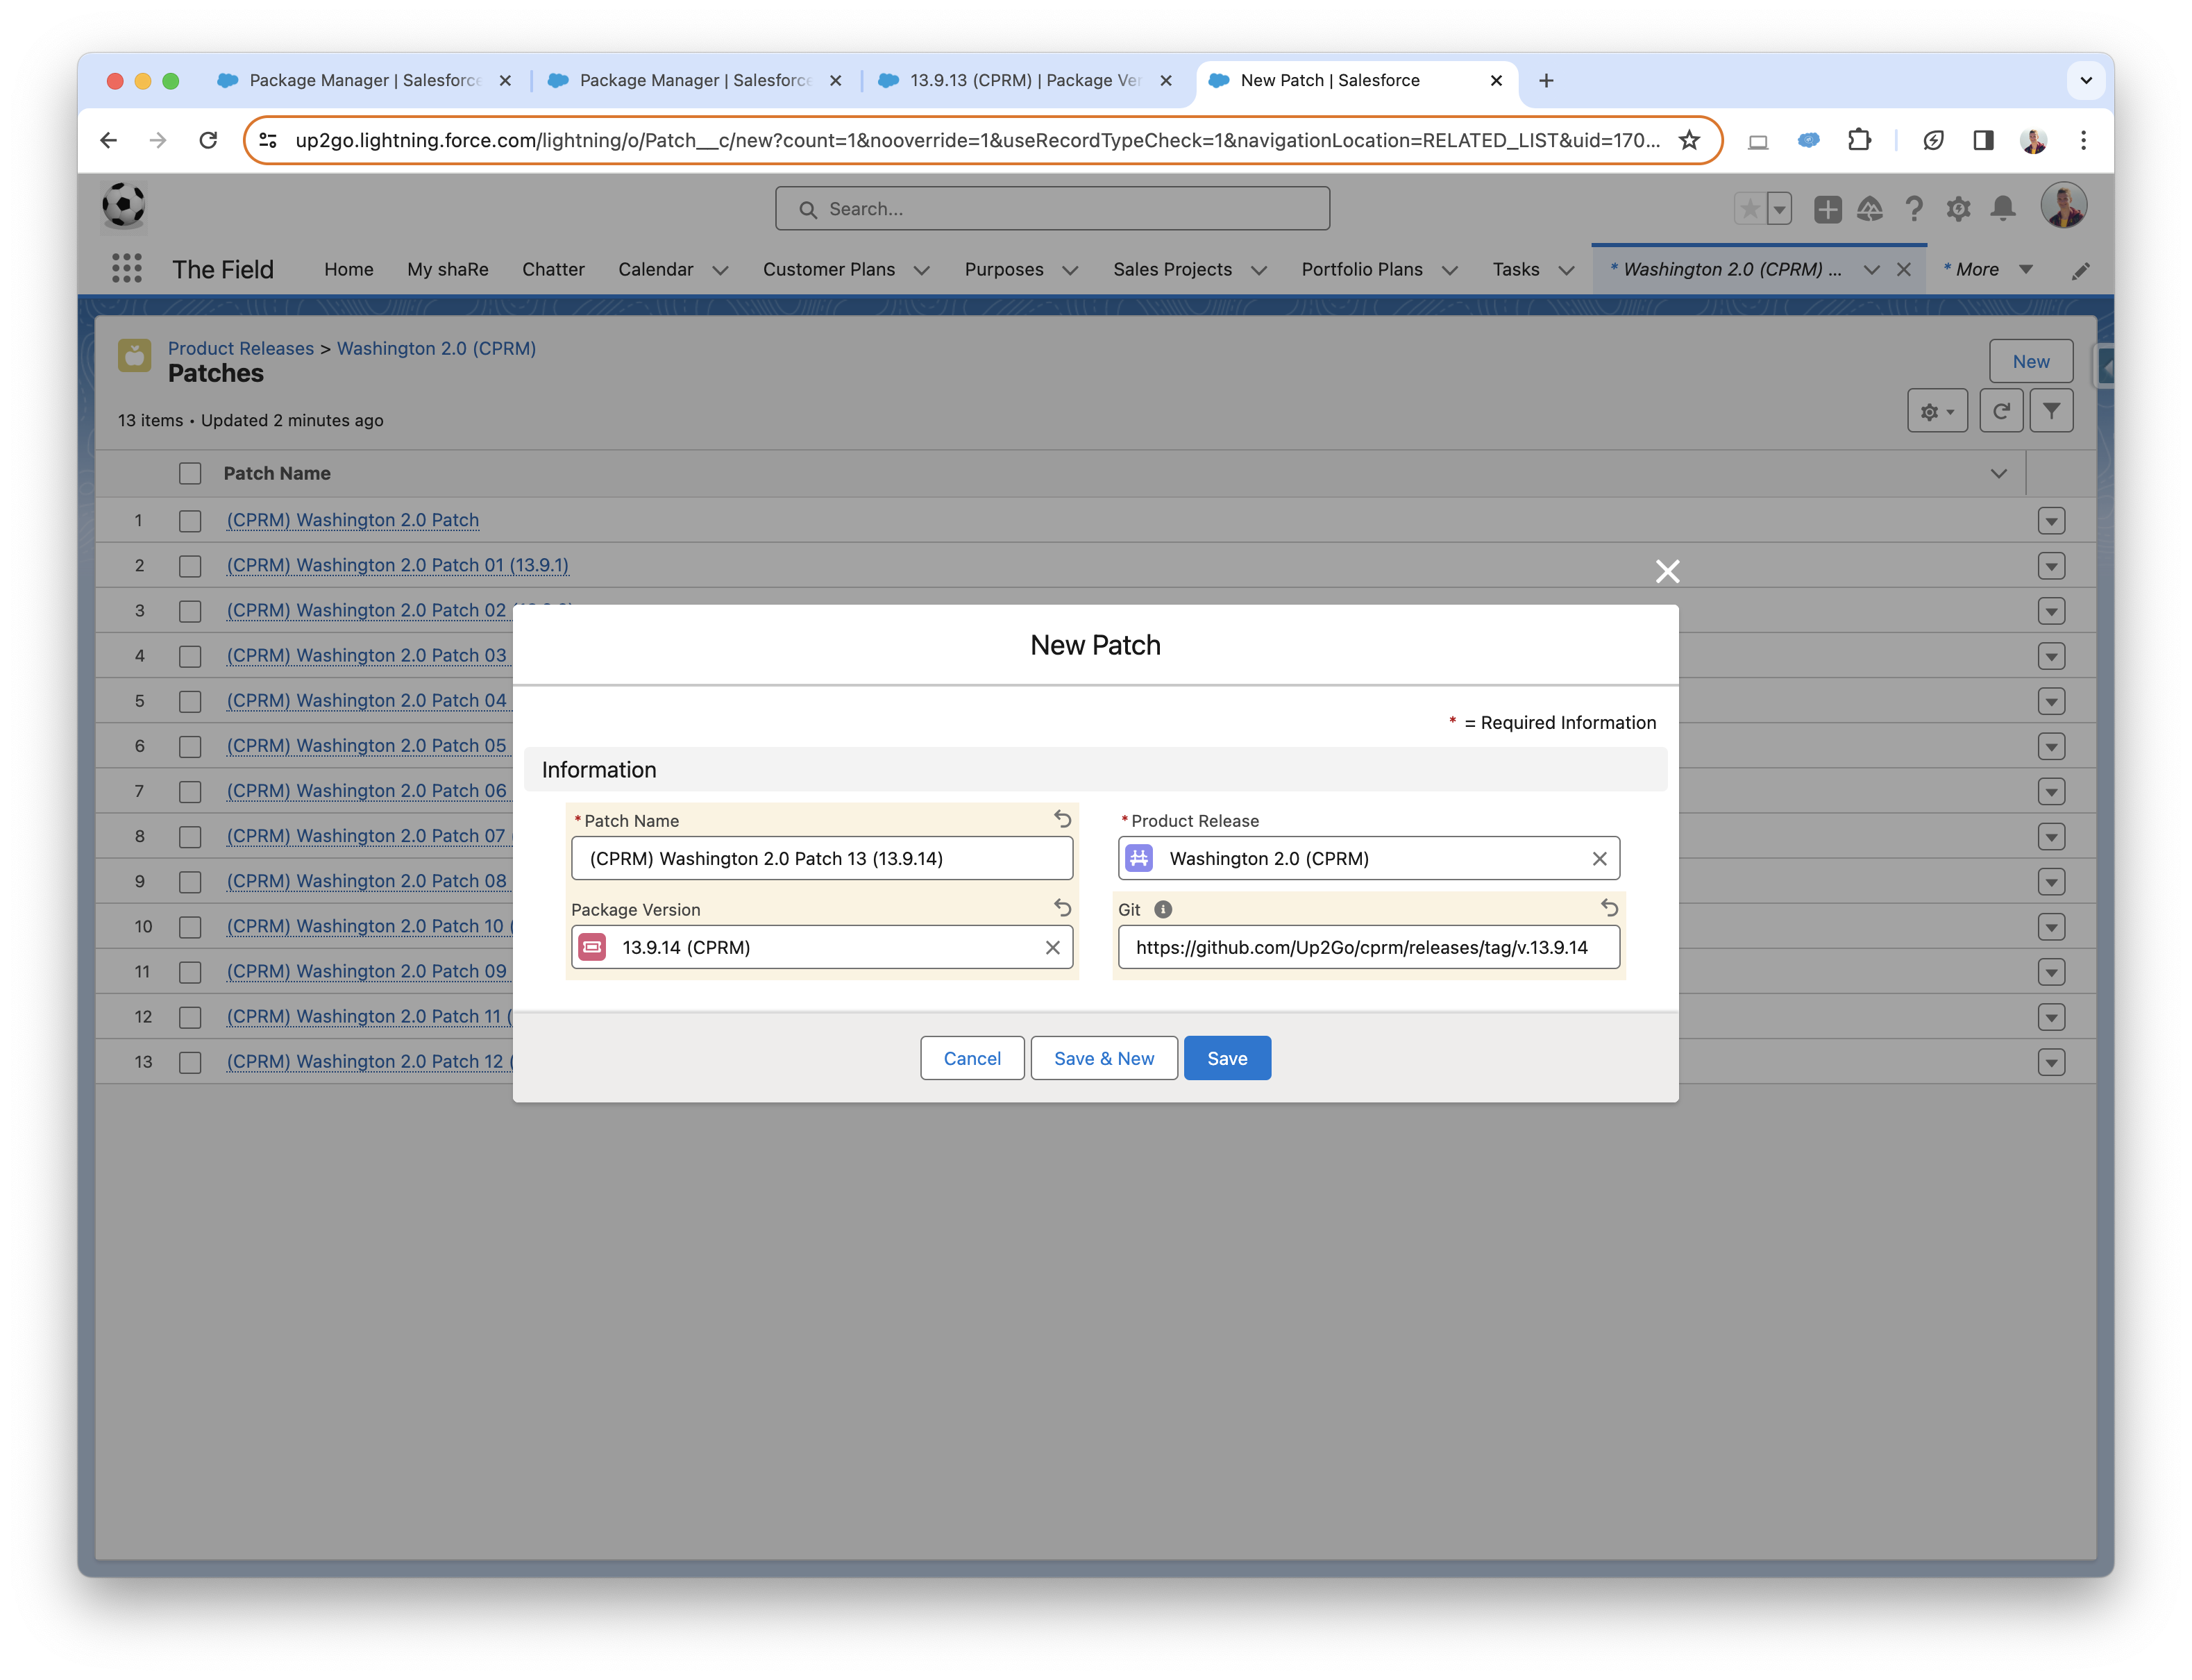 Package Manager | Salesforce
Package Manager | Salesforce
13.9.13 (CPRM) | Package Ver
New Patch | Salesforce
up2go.lightning.force.com/lightning/o/Patch__c/new?count=1&nooverride=1&useRecordTypeCheck=1&navigationLocation=RELATED_LIST&uid=170...
Search...
The Field
Home
My shaRe
Chatter
Calendar
Customer Plans
Purposes
Sales Projects
Portfolio Plans
Tasks
* Washington 2.0 (CPRM) ...
* More
Product Releases > Washington 2.0 (CPRM)
Patches
New
13 items • Updated 2 minutes ago
Patch Name
1 (CPRM) Washington 2.0 Patch
2 (CPRM) Washington 2.0 Patch 01 (13.9.1)
3 (CPRM) Washington 2.0 Patch 02
4 (CPRM) Washington 2.0 Patch 03
5 (CPRM) Washington 2.0 Patch 04
6 (CPRM) Washington 2.0 Patch 05
7 (CPRM) Washington 2.0 Patch 06
8 (CPRM) Washington 2.0 Patch 07
9 (CPRM) Washington 2.0 Patch 08
10 (CPRM) Washington 2.0 Patch 10 (
11 (CPRM) Washington 2.0 Patch 09
12 (CPRM) Washington 2.0 Patch 11 (
13 (CPRM) Washington 2.0 Patch 12 (
New Patch
* = Required Information
Information
* Patch Name
(CPRM) Washington 2.0 Patch 13 (13.9.14)
* Product Release
Washington 2.0 (CPRM)
Package Version
13.9.14 (CPRM)
Git
https://github.com/Up2Go/cprm/releases/tag/v.13.9.14
Cancel
Save & New
Save